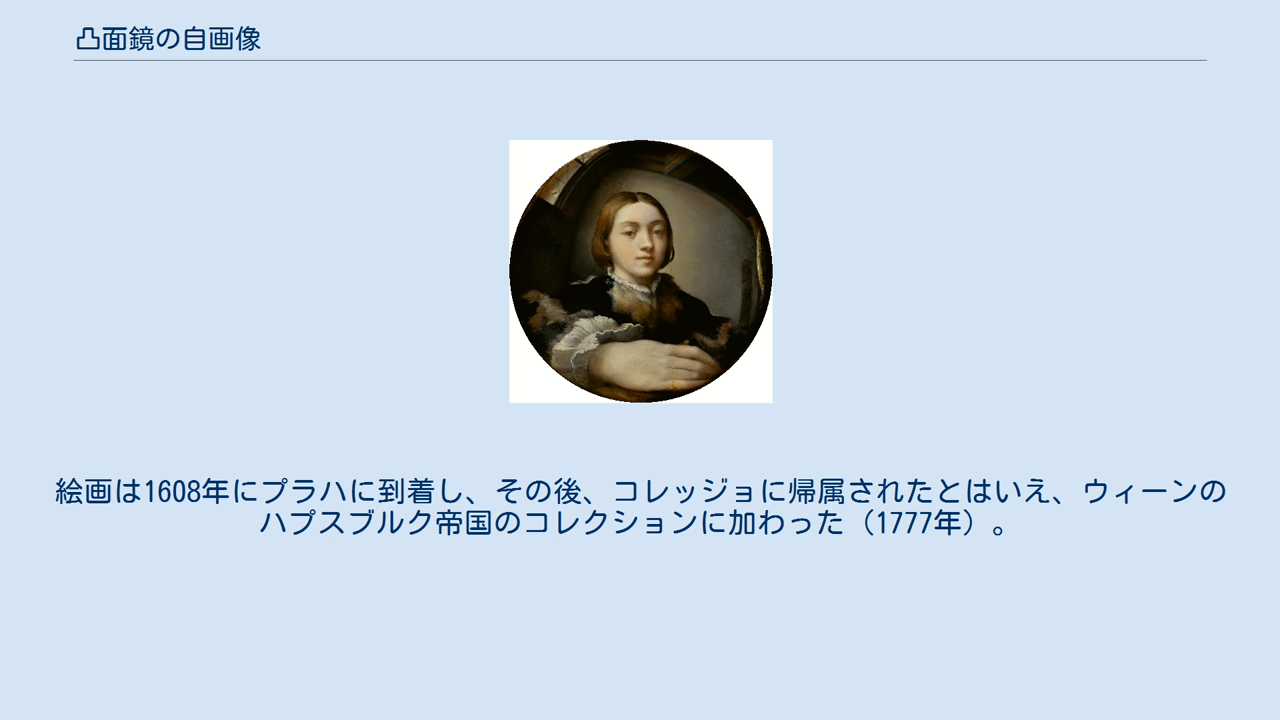 凸面鏡の自画像
絵画は1608年にプラハに到着し、その後、コレッジョに帰属されたとはいえ、ウィーンの
ハプスブルク帝国のコレクションに加わった（1777年）。